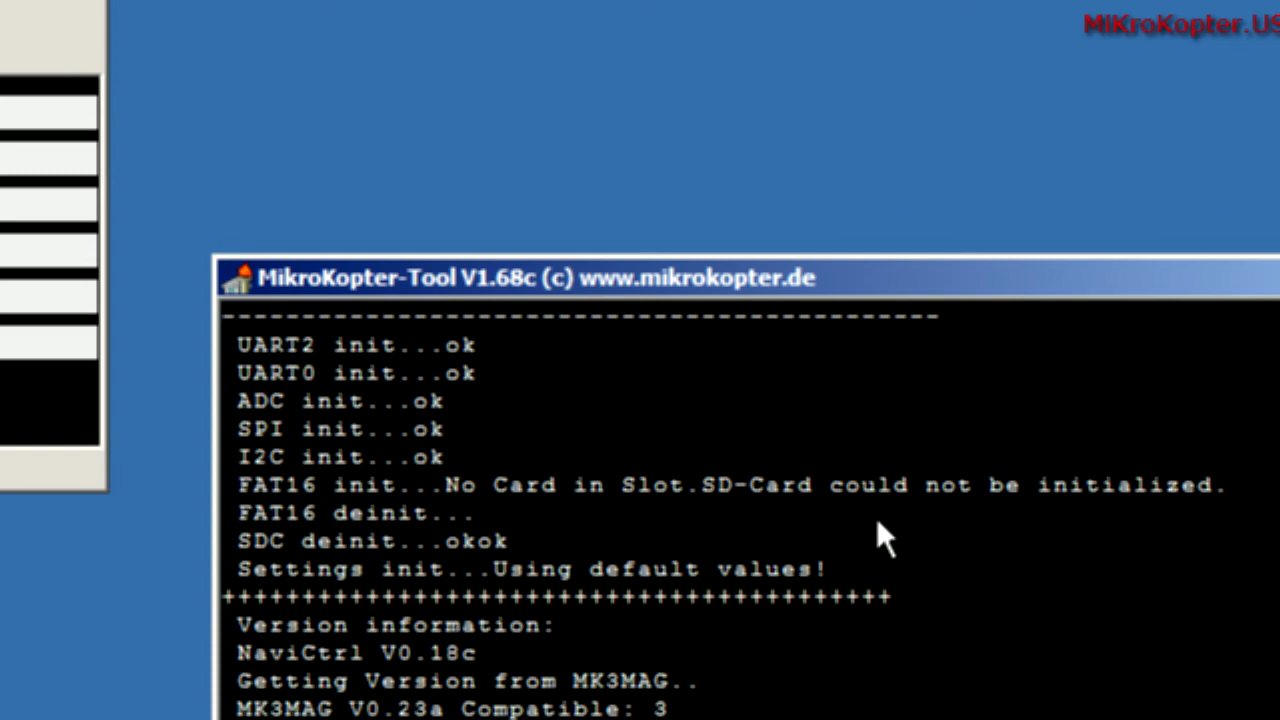 MiKroKopter.US
MikroKopter-Tool V1.68c (c) www.mikrokopter.de
---------------------------------------------
UART2 init...ok
UART0 init...ok
ADC init...ok
SPI init...ok
I2C init...ok
FAT16 init...No Card in Slot.SD-Card could not be initialized.
FAT16 deinit...
SDC deinit...okok
Settings init...Using default values!
++++++++++++++++++++++++++++++++++++++++++
Version information:
NaviCtrl V0.18c
Getting Version from MK3MAG..
MK3MAG V0.23a Compatible: 3